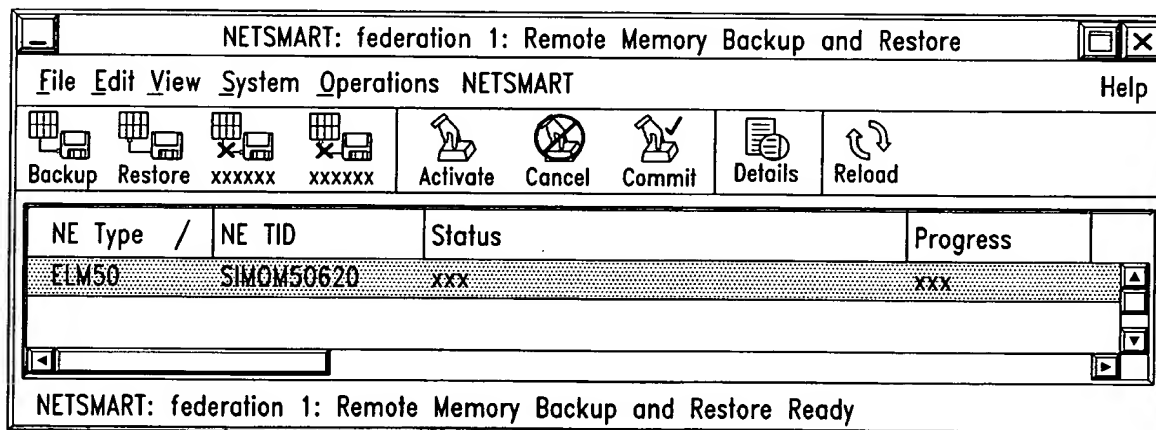 NETSMART: federation 1: Remote Memory Backup and Restore
File Edit View System Operations NETSMART Help
Backup Restore xxxxxx xxxxxx Activate Cancel Commit Details Reload
NE Type / NE TID Status Progress
ELM50 SIMOM50620 xxx xxx
NETSMART: federation 1: Remote Memory Backup and Restore Ready